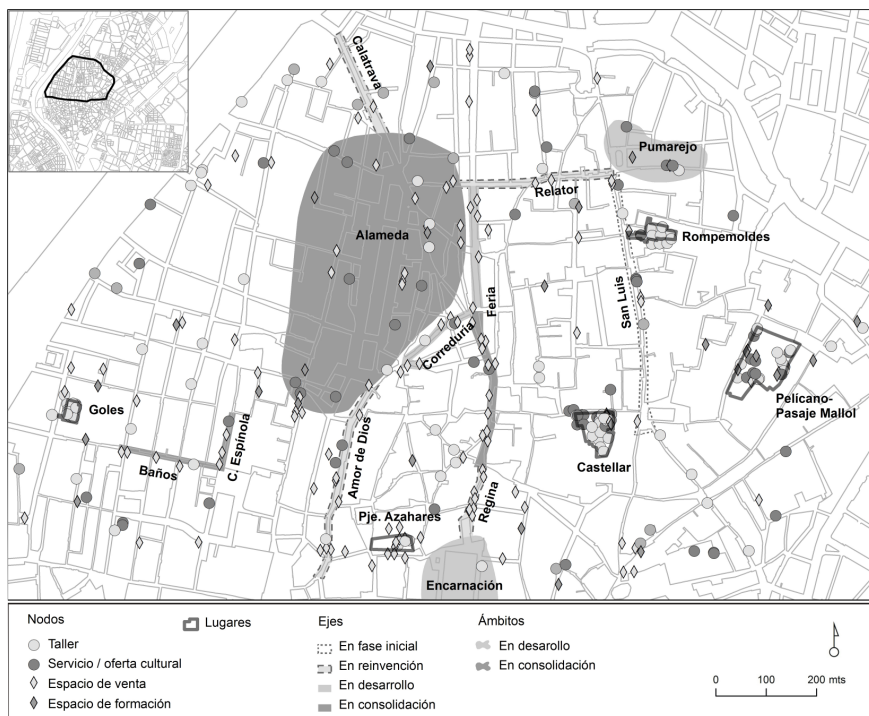 Calatrava
Pumarejo
Relator
Alameda
Rompemoldes
Feria
San Luis
Correduría
Pelícano-
Pasaje Mallol
Goles
C. Espínola
Amor de Dios
Castellar
Baños
Regina
Pje. Azahares
Encarnación
Nodos
Taller
Servicio / oferta cultural
Espacio de venta
Espacio de formación
Lugares
Ejes
En fase inicial
En reinvención
En desarrollo
En consolidación
Ámbitos
En desarollo
En consolidación
0 100 200 mts